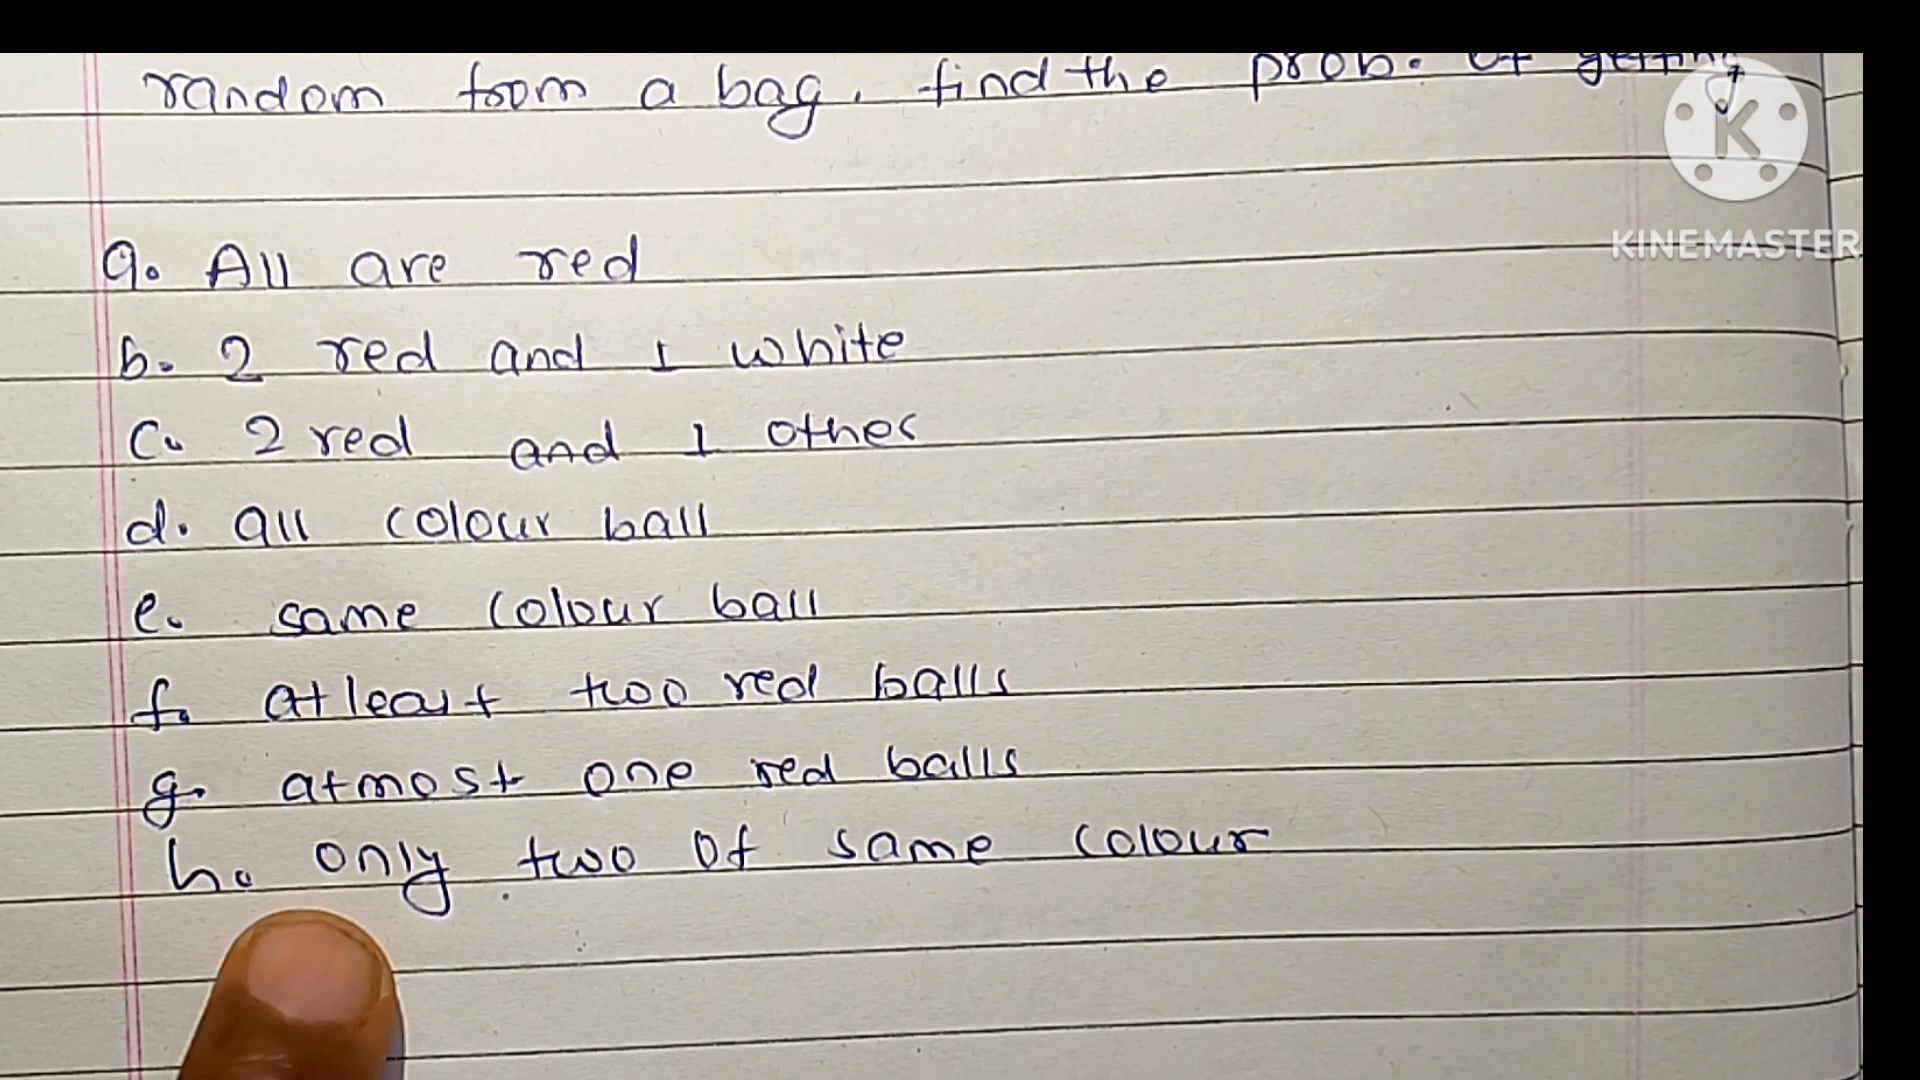 random from a bag. find the prob. of getting
KINEMASTER
a. All are red
b. 2 red and 1 white
c. 2 red and 1 other
d. all colour ball
e. same colour ball
f. atleast two red balls
g. atmost one red balls
h. only two of same colour